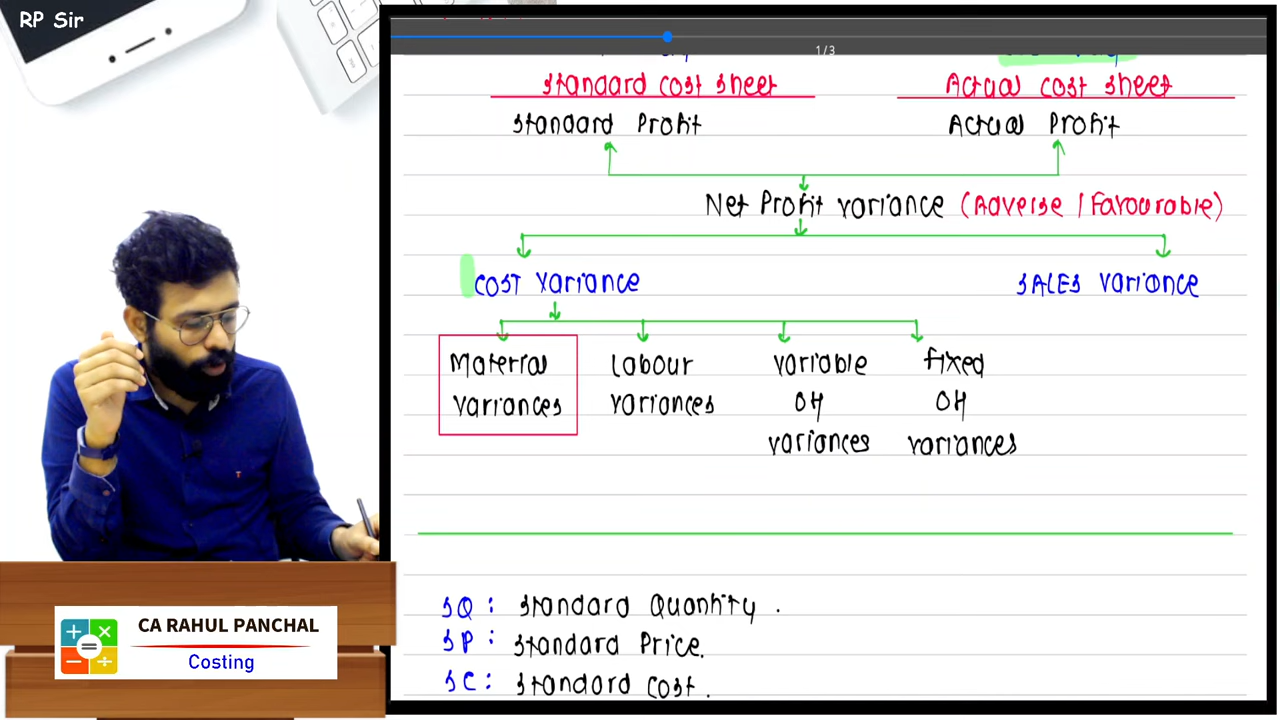 RP Sir
1/3
Standard cost sheet
Actual cost sheet
Standard Profit
Actual Profit
Net Profit variance (Adverse / Favourable)
COST variance
SALES variance
Material variances
Labour variances
variable OH variances
fixed OH variances
SQ : Standard Quantity .
SP : Standard Price.
SC : Standard cost .
CA RAHUL PANCHAL
Costing